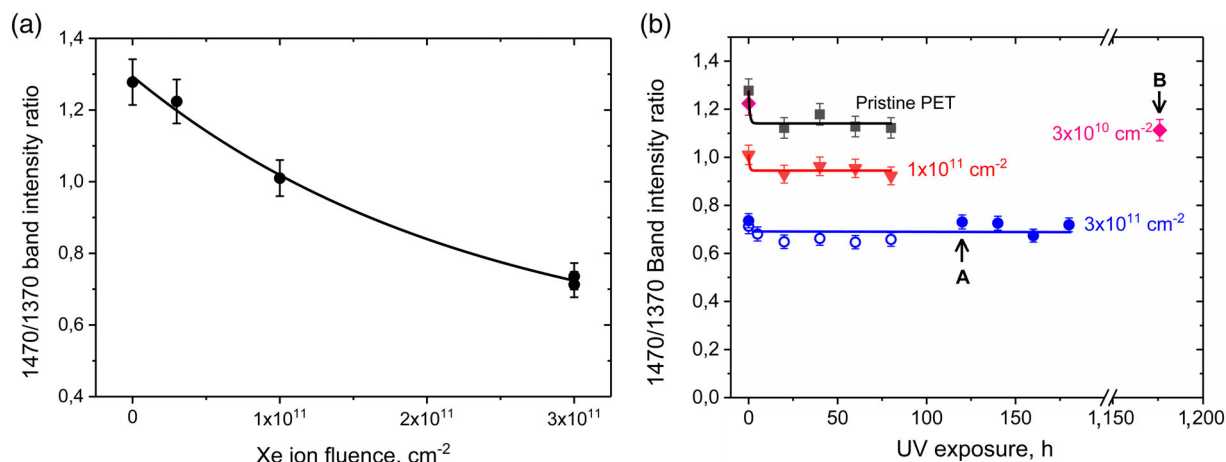 (a)
1,4
1,2
1,0
0,8
0,6
0,4
0
1x10¹¹
2x10¹¹
3x10¹¹
1470/1370 band intensity ratio
Xe ion fluence, cm⁻²
(b)
1,4
1,2
1,0
0,8
0,6
0,4
0,2
0,0
0
50
100
150
1,150
1,200
1470/1370 Band intensity ratio
UV exposure, h
Pristine PET
B
3x10¹⁰ cm⁻²
1x10¹¹ cm⁻²
3x10¹¹ cm⁻²
A